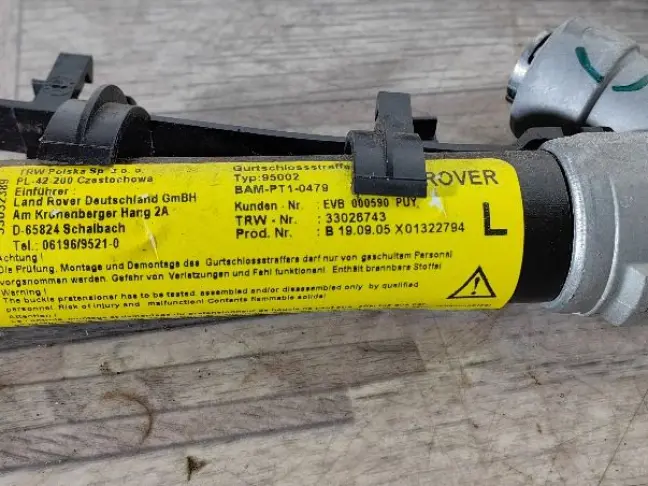 TRW Polska Sp. z o. o.
PL-42-200 Czestochowa
Einführer :
Land Rover Deutschland GmbH
Am Kronenberger Hang 2A
D-65824 Schalbach
Tel.: 06196/9521-0
Gurtschlossstraffe
Typ:95002
BAM-PT1-0479
ROVER
Kunden - Nr. : EVB 000590 PUY
TRW - Nr. : 33026743
Prod. Nr. : B 19.09.05 X01322794
L
Achtung !
Die Prüfung, Montage und Demontage des Gurtschlosstraffers darf nur von geschultem Personal
vorgenommen warden. Gefahr von Verletzungen und Fehl funktionen! Enthält brennbare Stoffe!
Warning !
The buckle pretensioner has to be tested, assembled and/or disassembled only by qualified
personnel. Risk of injury and malfunction! Contents flammable solids!
Attention !